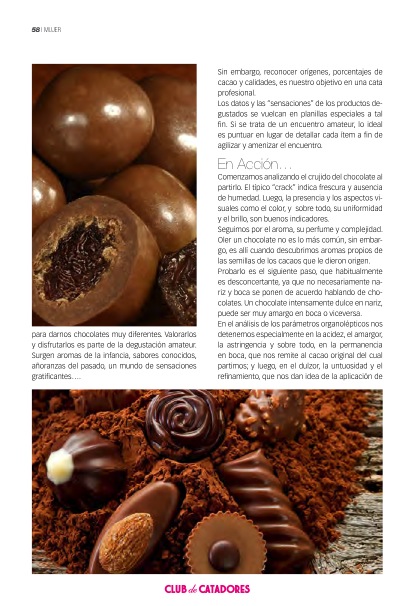 58 | MUJER
para darnos chocolates muy diferentes. Valorarlos
y disfrutarlos es parte de la degustación amateur.
Surgen aromas de la infancia, sabores conocidos,
añoranzas del pasado, un mundo de sensaciones
gratificantes....
Sin embargo, reconocer orígenes, porcentajes de
cacao y calidades, es nuestro objetivo en una cata
profesional.
Los datos y las “sensaciones” de los productos de-
gustados se vuelcan en planillas especiales a tal
fin. Si se trata de un encuentro amateur, lo ideal
es puntuar en lugar de detallar cada ítem a fin de
agilizar y amenizar el encuentro.
En Acción...
Comenzamos analizando el crujido del chocolate al
partirlo. El típico “crack” indica frescura y ausencia
de humedad. Luego, la presencia y los aspectos vi-
suales como el color, y sobre todo, su uniformidad
y el brillo, son buenos indicadores.
Seguimos por el aroma, su perfume y complejidad.
Oler un chocolate no es lo más común, sin embar-
go, es allí cuando descubrimos aromas propios de
las semillas de los cacaos que le dieron origen.
Probarlo es el siguiente paso, que habitualmente
es desconcertante, ya que no necesariamente na-
riz y boca se ponen de acuerdo hablando de cho-
colates. Un chocolate intensamente dulce en nariz,
puede ser muy amargo en boca o viceversa.
En el análisis de los parámetros organolépticos nos
detenemos especialmente en la acidez, el amargor,
la astringencia y sobre todo, en la permanencia
en boca, que nos remite al cacao original del cual
partimos; y luego, en el dulzor, la untuosidad y el
refinamiento, que nos dan idea de la aplicación de
CLUB de CATADORES